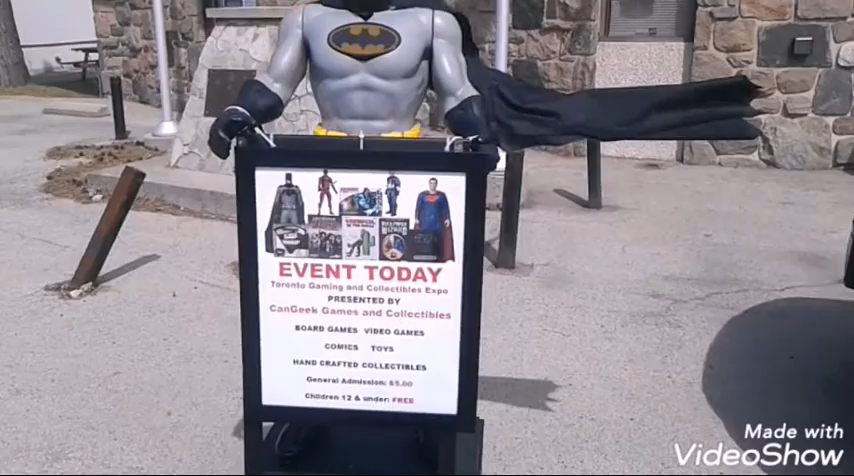 EVENT TODAY
Toronto Gaming and Collectibles Expo
PRESENTED BY
CanGeek Games and Collectibles
BOARD GAMES VIDEO GAMES
COMICS TOYS
HAND CRAFTED COLLECTIBLES
General Admission: $5.00
Children 12 & under: FREE
Made with
VideoShow